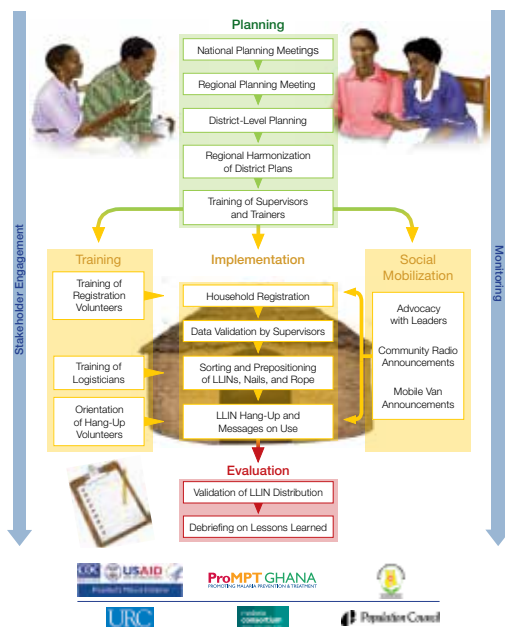 Planning
National Planning Meetings
Regional Planning Meeting
District-Level Planning
Regional Harmonization
of District Plans
Training of Supervisors
and Trainers
Stakeholder Engagement
Monitoring
Training
Training of
Registration
Volunteers
Training of
Logisticians
Orientation
of Hang-Up
Volunteers
Implementation
Household Registration
Data Validation by Supervisors
Sorting and Prepositioning
of LLINs, Nails, and Rope
LLIN Hang-Up and
Messages on Use
Social
Mobilization
Advocacy
with Leaders
Community Radio
Announcements
Mobile Van
Announcements
Evaluation
Validation of LLIN Distribution
Debriefing on Lessons Learned
CDC
USAID
President's Malaria Initiative
ProMPT GHANA
PROMOTING MALARIA PREVENTION & TREATMENT
URC
malaria
consortium
Population Council